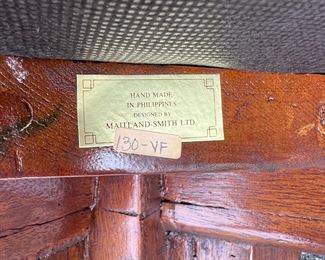 HAND MADE
IN PHILIPPINES
DESIGNED BY
MAITLAND-SMITH LTD.
130-VF